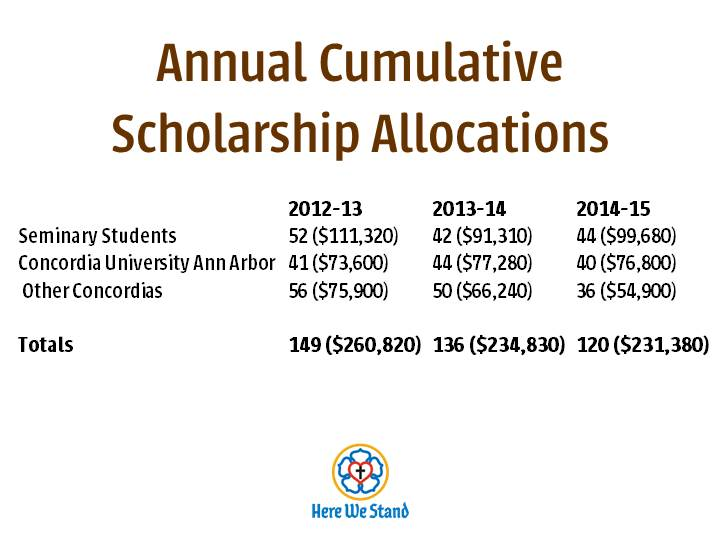 Annual Cumulative
Scholarship Allocations
2012-13 2013-14 2014-15
Seminary Students 52 ($111,320) 42 ($91,310) 44 ($99,680)
Concordia University Ann Arbor 41 ($73,600) 44 ($77,280) 40 ($76,800)
Other Concordias 56 ($75,900) 50 ($66,240) 36 ($54,900)
Totals 149 ($260,820) 136 ($234,830) 120 ($231,380)
Here We Stand